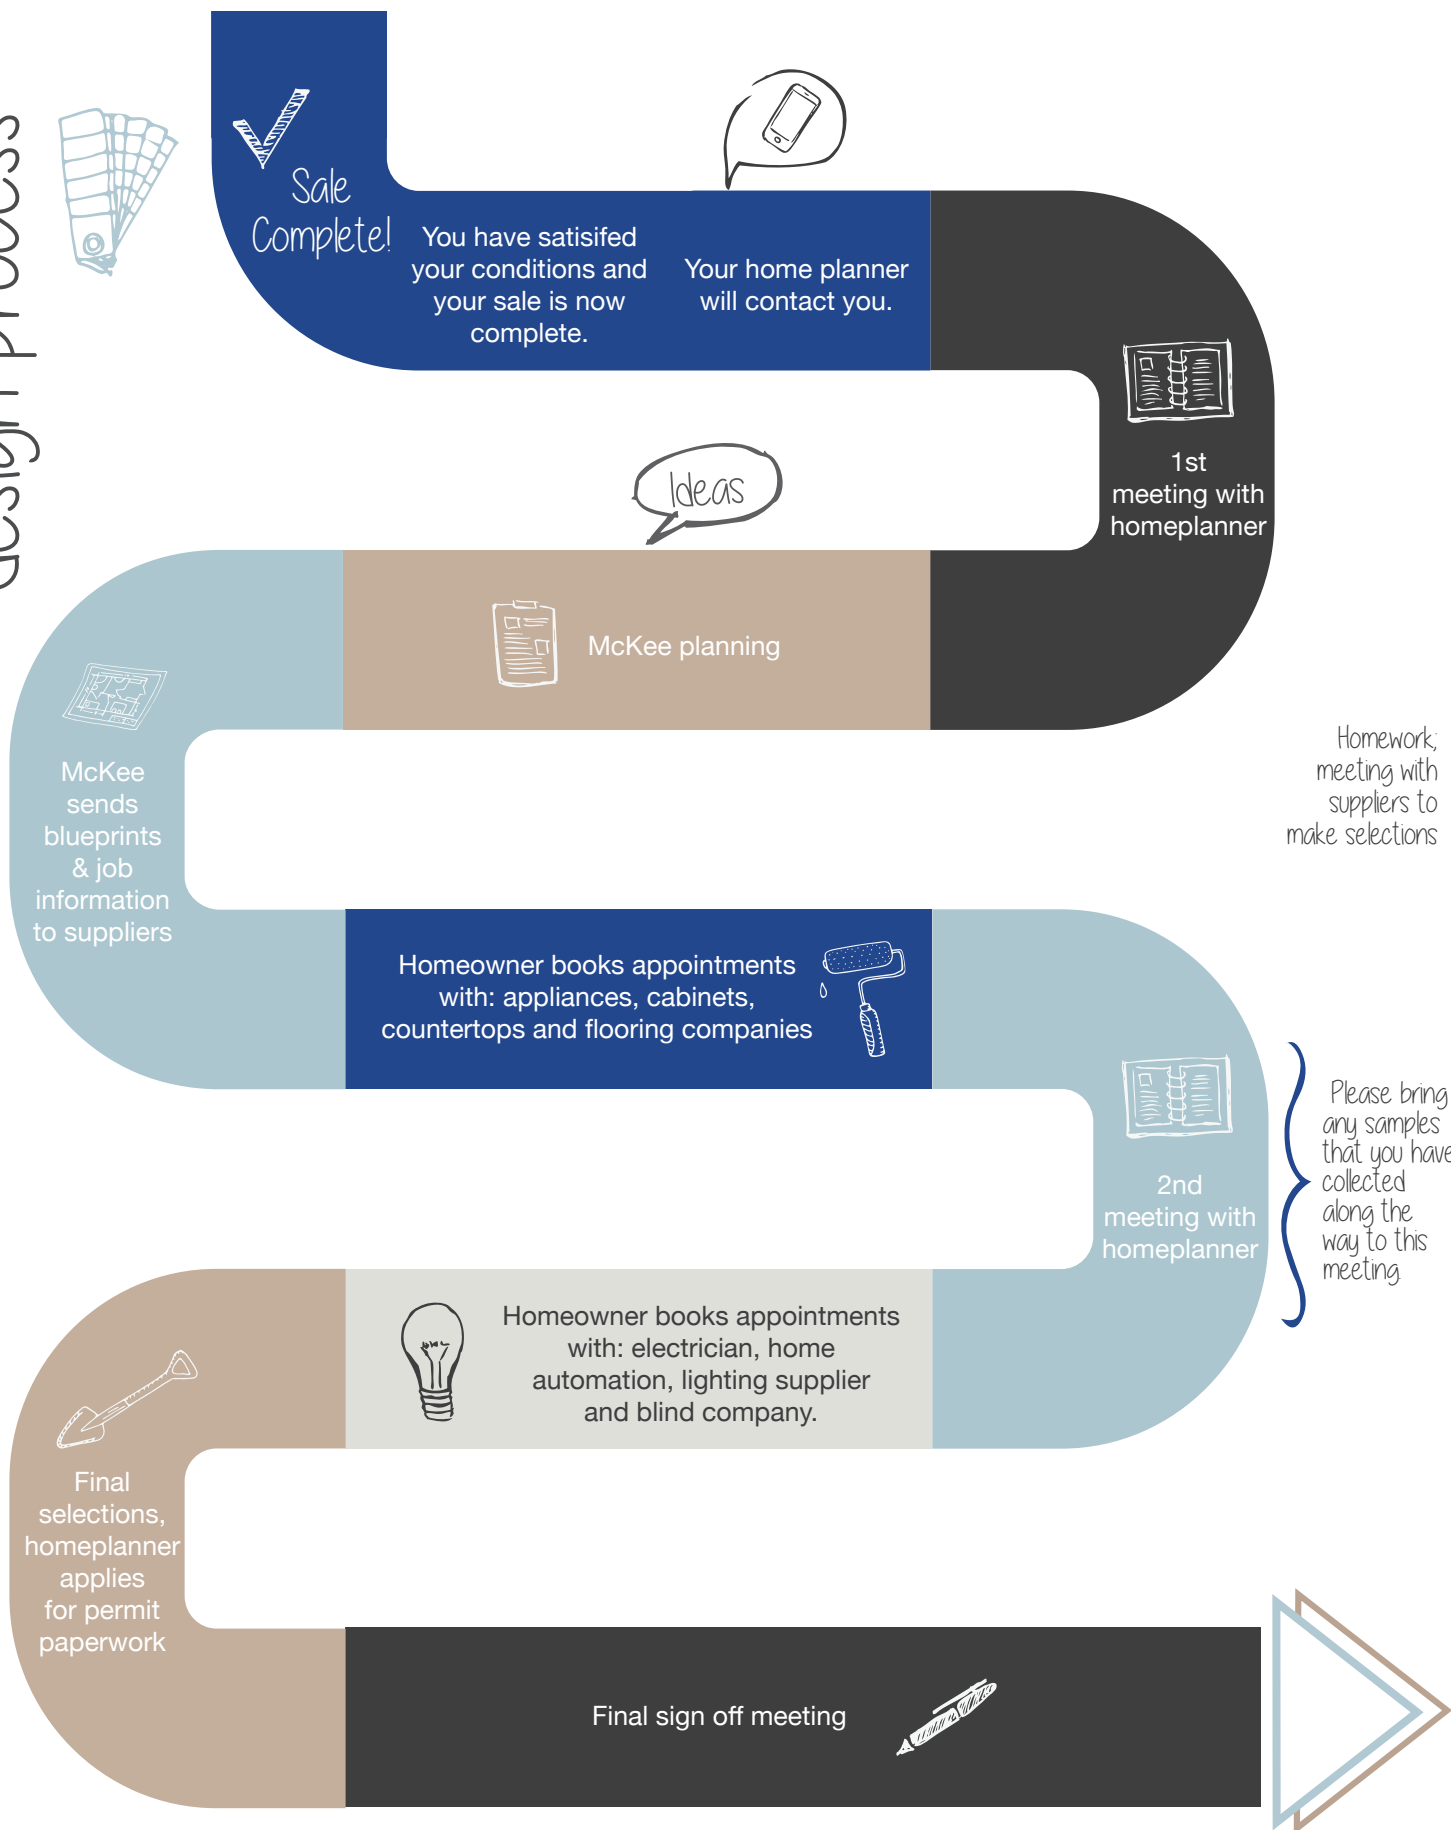 design process
Sale
Complete!
You have satisifed
your conditions and
your sale is now
complete.
Your home planner
will contact you.
1st
meeting with
homeplanner
Ideas
McKee planning
McKee
sends
blueprints
& job
information
to suppliers
Homework;
meeting with
suppliers to
make selections
Homeowner books appointments
with: appliances, cabinets,
countertops and flooring companies
2nd
meeting with
homeplanner
Please bring
any samples
that you have
collected
along the
way to this
meeting.
Homeowner books appointments
with: electrician, home
automation, lighting supplier
and blind company.
Final
selections,
homeplanner
applies
for permit
paperwork
Final sign off meeting